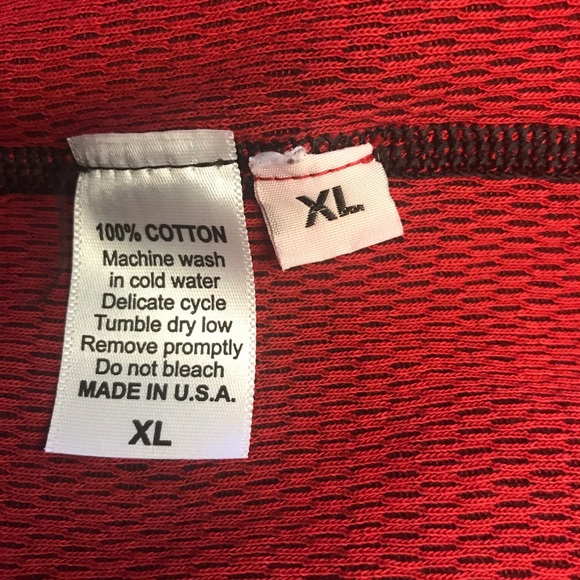 100% COTTON
Machine wash
in cold water
Delicate cycle
Tumble dry low
Remove promptly
Do not bleach
MADE IN U.S.A.
XL
XL